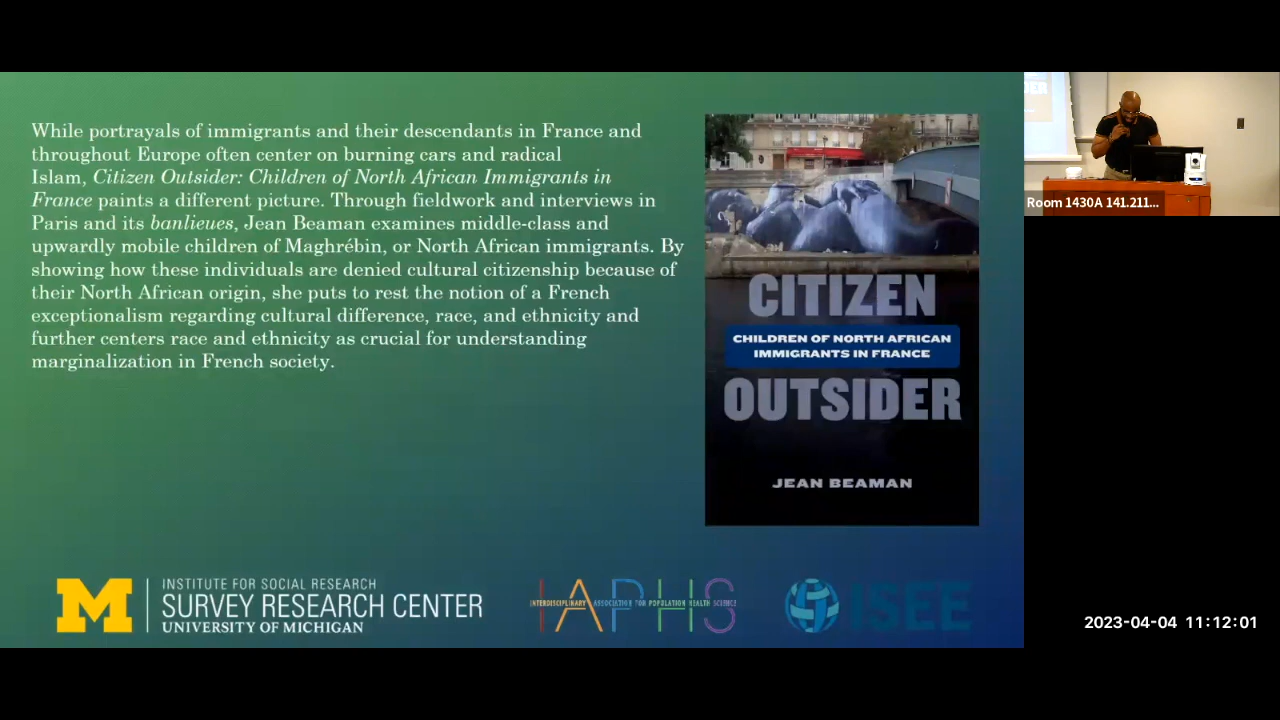 While portrayals of immigrants and their descendants in France and
throughout Europe often center on burning cars and radical
Islam, Citizen Outsider: Children of North African Immigrants in
France paints a different picture. Through fieldwork and interviews in
Paris and its banlieues, Jean Beaman examines middle-class and
upwardly mobile children of Maghrébin, or North African immigrants. By
showing how these individuals are denied cultural citizenship because of
their North African origin, she puts to rest the notion of a French
exceptionalism regarding cultural difference, race, and ethnicity and
further centers race and ethnicity as crucial for understanding
marginalization in French society.
CITIZEN
CHILDREN OF NORTH AFRICAN
IMMIGRANTS IN FRANCE
OUTSIDER
JEAN BEAMAN
M
INSTITUTE FOR SOCIAL RESEARCH
SURVEY RESEARCH CENTER
UNIVERSITY OF MICHIGAN
IAPHS
INTERDISCIPLINARY ASSOCIATION FOR POPULATION HEALTH SCIENCE
ISEE
Room 1430A 141.211...
2023-04-04 11:12:01